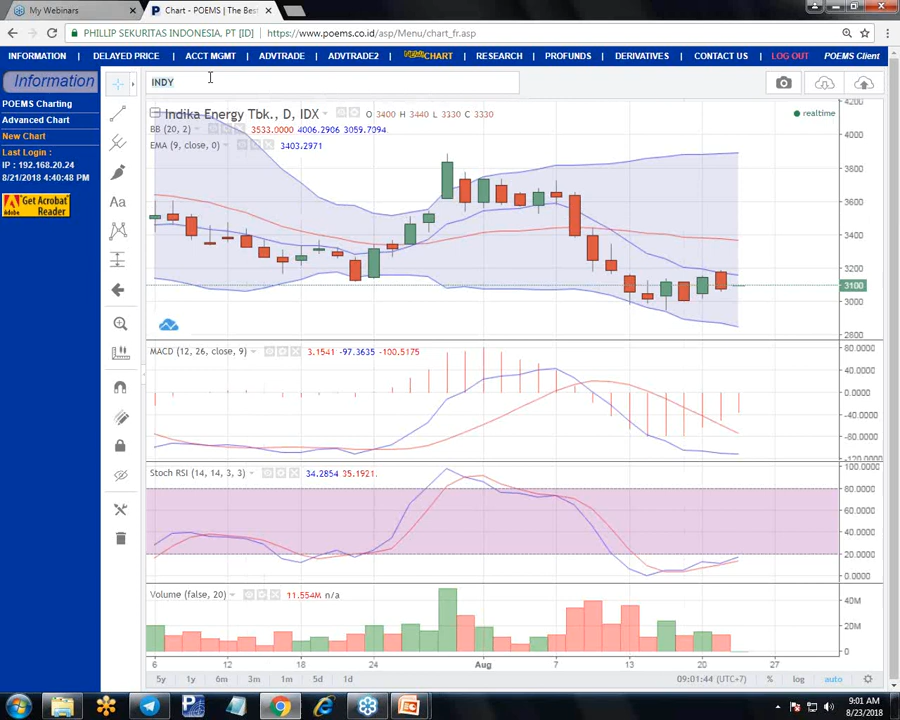 My Webinars
Chart - POEMS | The Bes
PHILLIP SEKURITAS INDONESIA, PT [ID] https://www.poems.co.id/asp/Menu/chart_fr.asp
INFORMATION DELAYED PRICE ACCT MGMT ADVTRADE ADVTRADE2 CHART RESEARCH PROFUNDS DERIVATIVES CONTACT US LOG OUT POEMS Client
Information
POEMS Charting
Advanced Chart
New Chart
Last Login :
IP : 192.168.20.24
8/21/2018 4:40:48 PM
Get Acrobat
Reader
Adobe
INDY
Indika Energy Tbk., D, IDX O 3400 H 3440 L 3330 C 3330
realtime
BB (20, 2) 3533.0000 4006.2906 3059.7094
EMA (9, close, 0) 3403.2971
4200
4000
3800
3600
3400
3200
3100
3000
2800
MACD (12, 26, close, 9) 3.1541 -97.3635 -100.5175
80.0000
40.0000
0.0000
-40.0000
-80.0000
-120.0000
Stoch RSI (14, 14, 3, 3) 34.2854 35.1921
100.0000
80.0000
60.0000
40.0000
20.0000
0.0000
Volume (false, 20) 11.554M n/a
40M
20M
0
6 12 18 24 Aug 7 13 20 27
5y 1y 6m 3m 1m 5d 1d 09:01:44 (UTC+7) % log auto
Aa
9:01 AM
8/23/2018